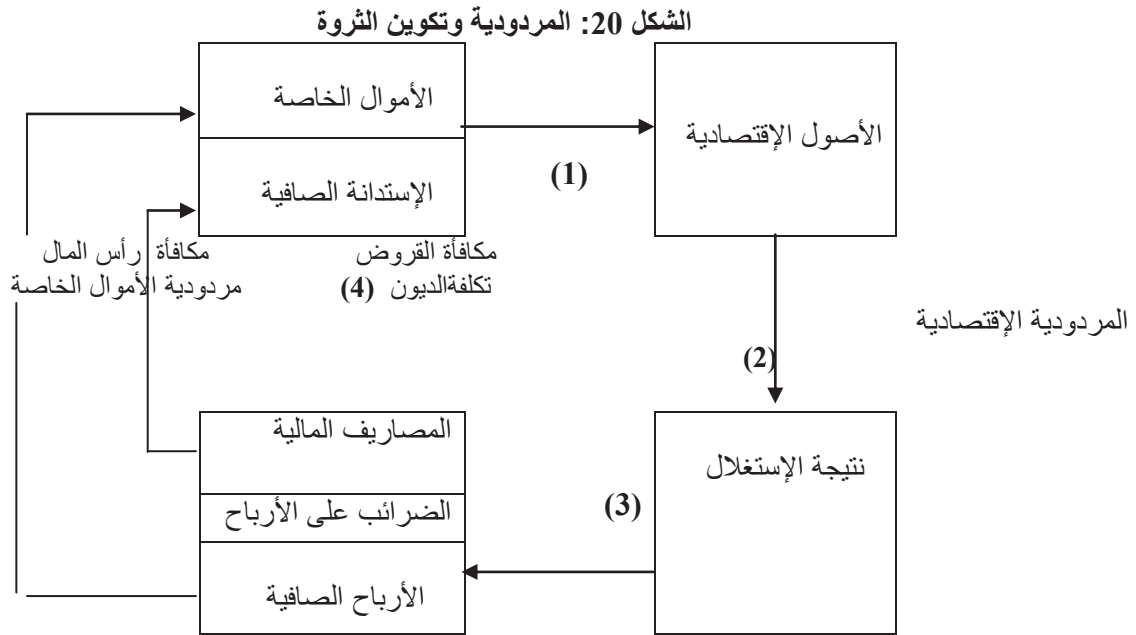 الشكل 20: المردودية وتكوين الثروة
الأموال الخاصة
الأصول الإقتصادية
(1)
الإستدانة الصافية
مكافأة القروض
تكلفةالديون (4)
مكافأة رأس المال
مردودية الأموال الخاصة
المردودية الإقتصادية
(2)
المصاريف المالية
نتيجة الإستغلال
(3)
الضرائب على الأرباح
الأرباح الصافية